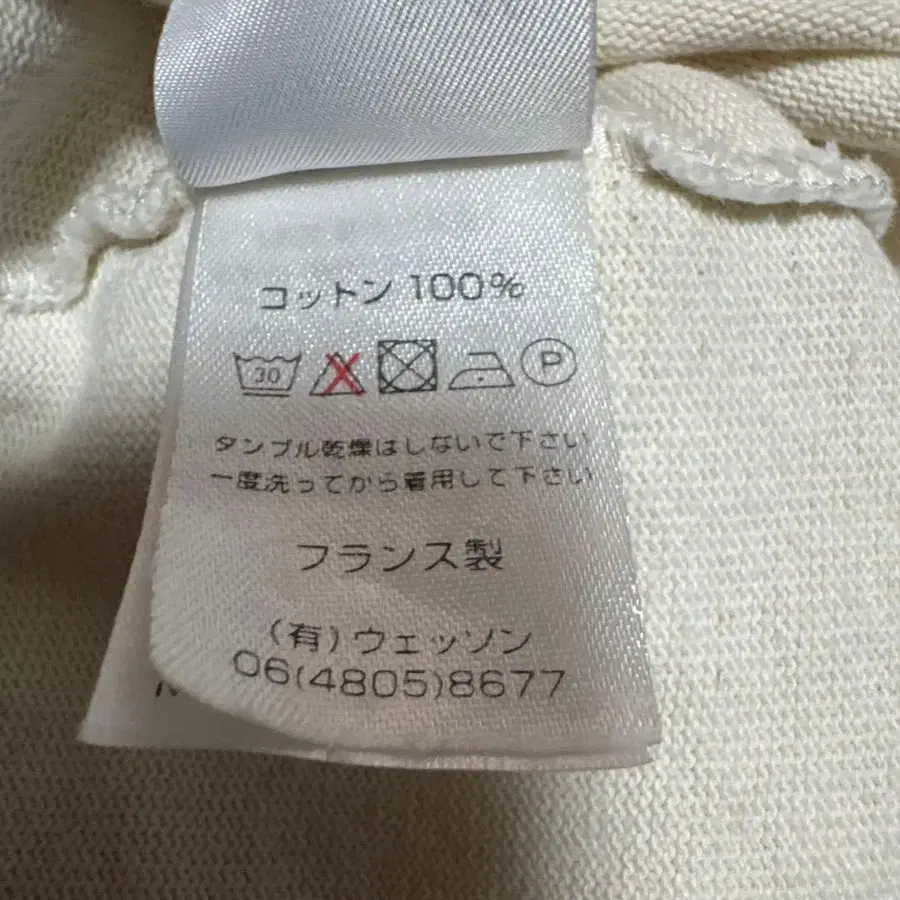 コットン 100%
30 P
タンブル乾燥はしないで下さい
一度洗ってから着用して下さい
フランス製
(有) ウェッソン
06(4805)8677